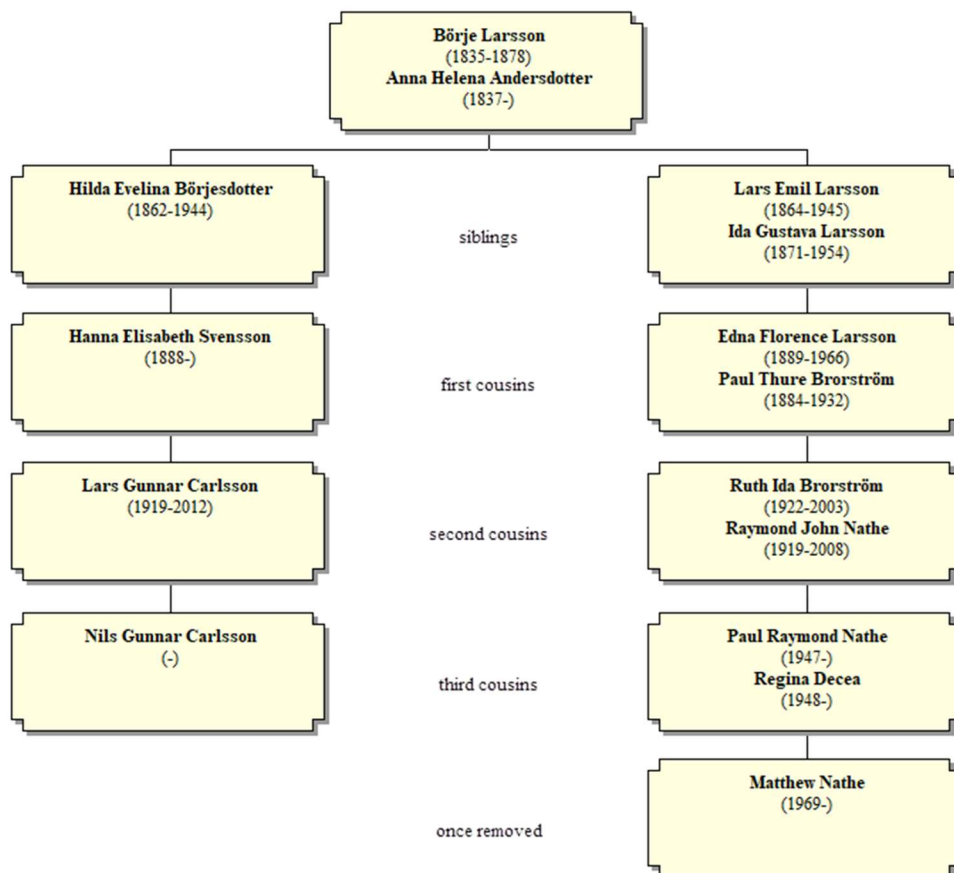 Börje Larsson
(1835-1878)
Anna Helena Andersdotter
(1837-)
Hilda Evelina Börjesdotter
(1862-1944)
siblings
Lars Emil Larsson
(1864-1945)
Ida Gustava Larsson
(1871-1954)
Hanna Elisabeth Svensson
(1888-)
first cousins
Edna Florence Larsson
(1889-1966)
Paul Thure Brorström
(1884-1932)
Lars Gunnar Carlsson
(1919-2012)
second cousins
Ruth Ida Brorström
(1922-2003)
Raymond John Nathe
(1919-2008)
Nils Gunnar Carlsson
(-)
third cousins
Paul Raymond Nathe
(1947-)
Regina Decea
(1948-)
once removed
Matthew Nathe
(1969-)